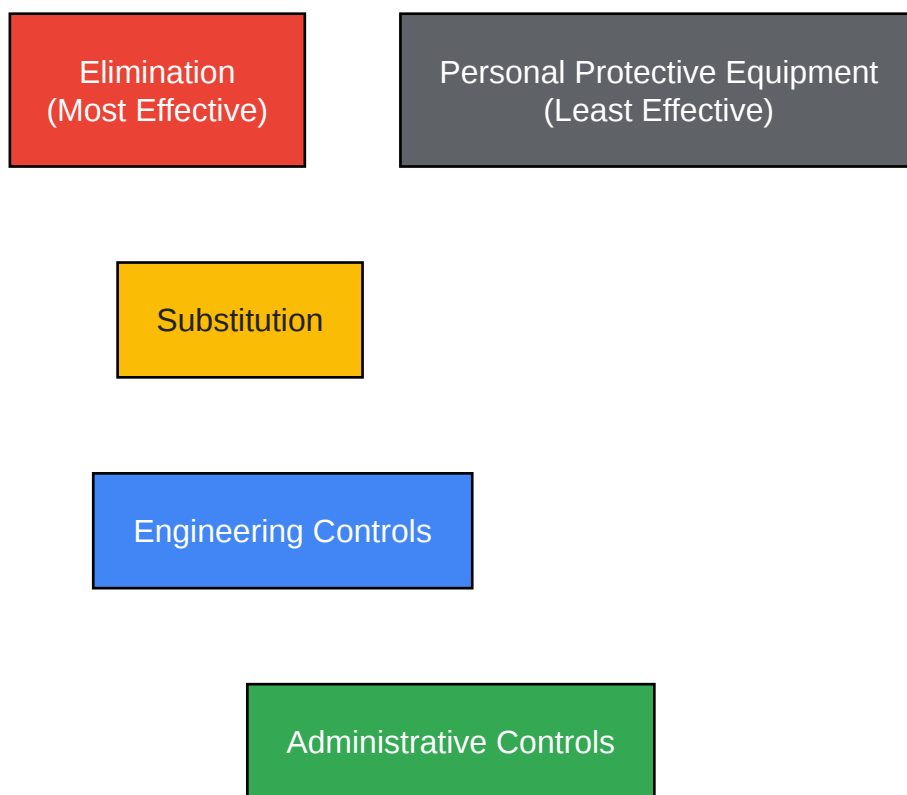 Elimination
(Most Effective)
Personal Protective Equipment
(Least Effective)
Substitution
Engineering Controls
Administrative Controls